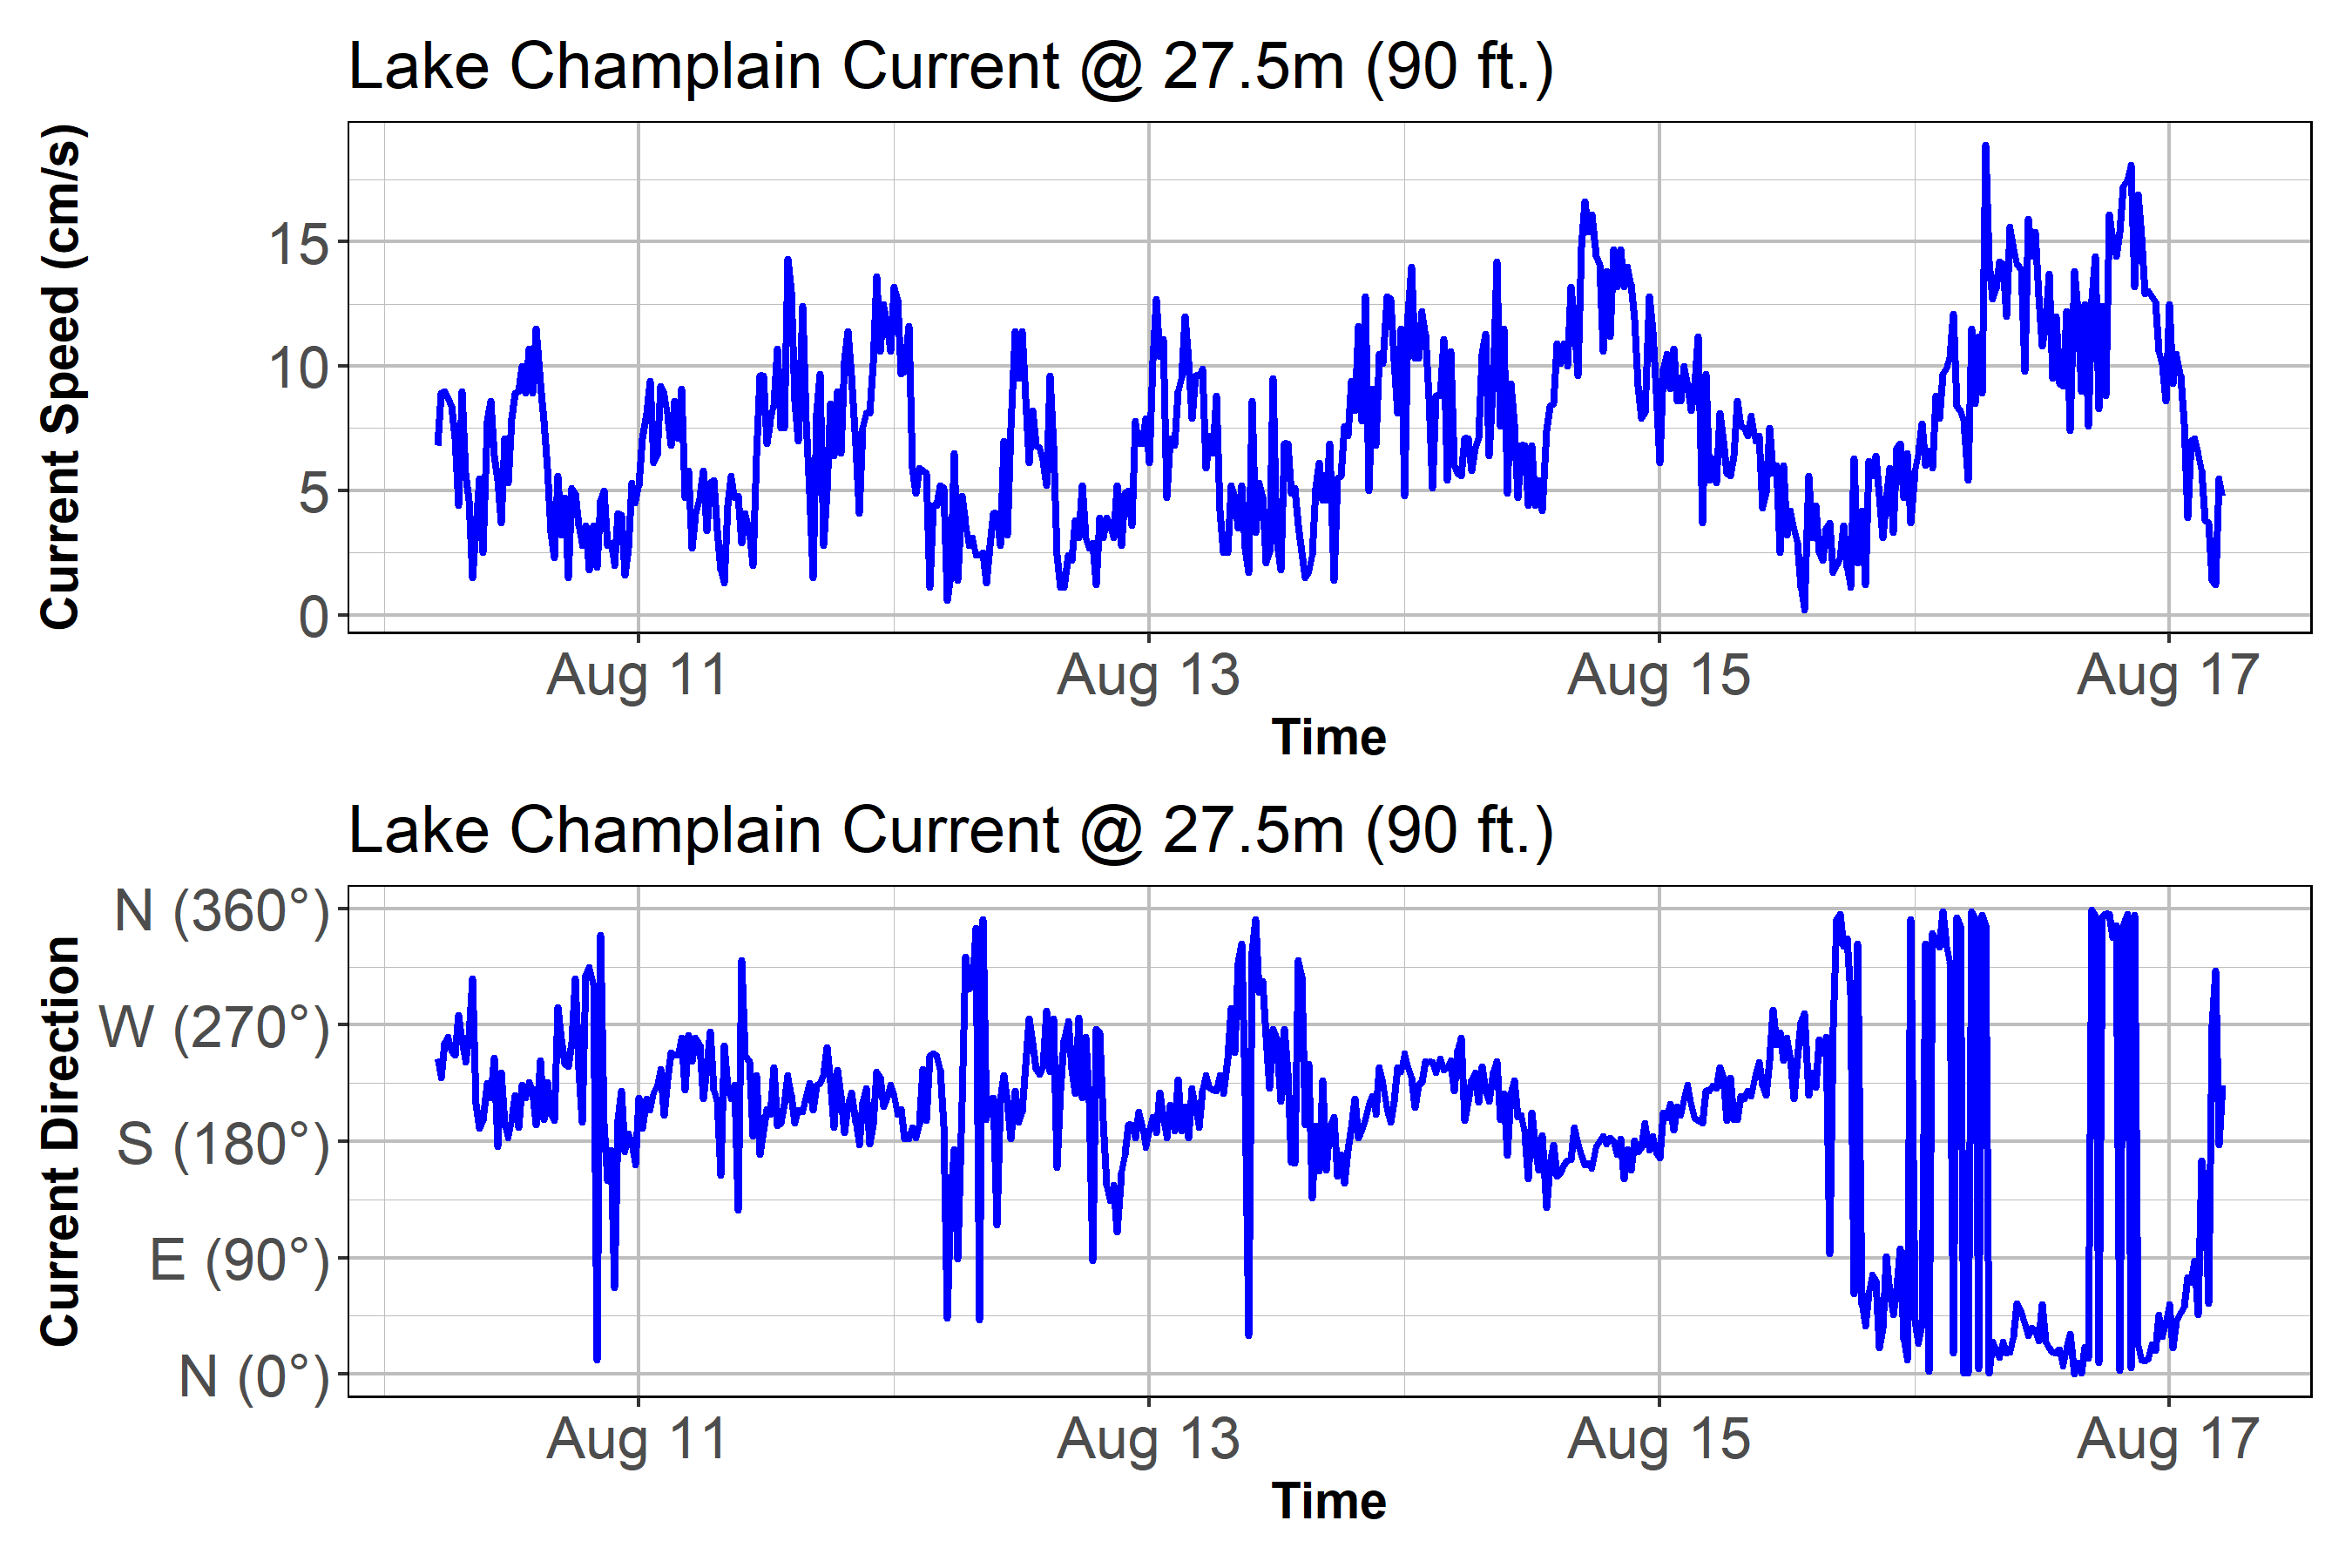 Lake Champlain Current @ 27.5m (90 ft.)
Current Speed (cm/s)
15
10
5
0
Aug 11 Aug 13 Aug 15 Aug 17
Time
Lake Champlain Current @ 27.5m (90 ft.)
Current Direction
N (360°)
W (270°)
S (180°)
E (90°)
N (0°)
Aug 11 Aug 13 Aug 15 Aug 17
Time